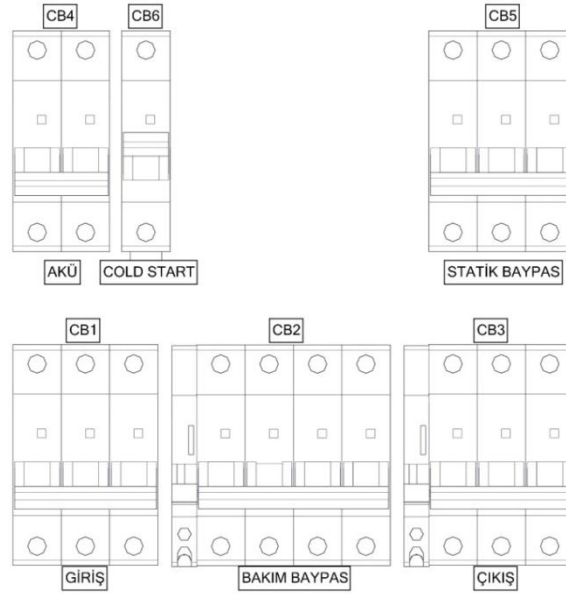 CB4 CB6 CB5
AKÜ COLD START STATİK BAYPAS
CB1 CB2 CB3
GİRİŞ BAKIM BAYPAS ÇIKIŞ